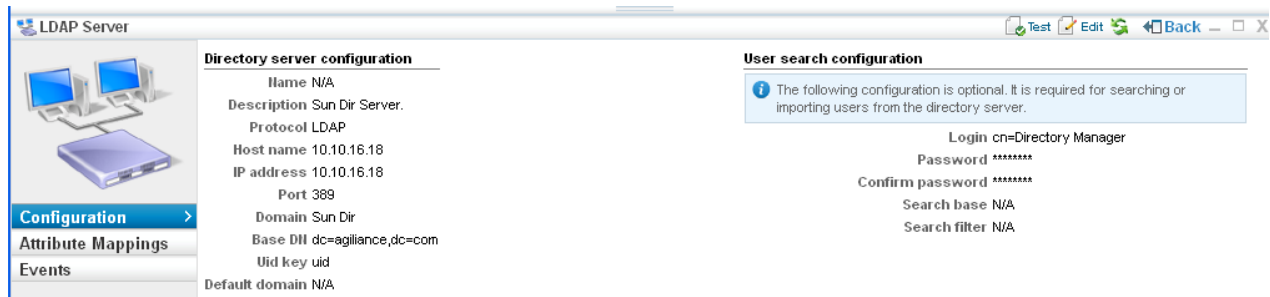 LDAP Server
Test Edit Back X
Directory server configuration
Name N/A
Description Sun Dir Server.
Protocol LDAP
Host name 10.10.16.18
IP address 10.10.16.18
Port 389
Domain Sun Dir
Base DN dc=agiliance,dc=com
Uid key uid
Default domain N/A
User search configuration
The following configuration is optional. It is required for searching or
importing users from the directory server.
Login cn=Directory Manager
Password ********
Confirm password ********
Search base N/A
Search filter N/A
Configuration >
Attribute Mappings
Events